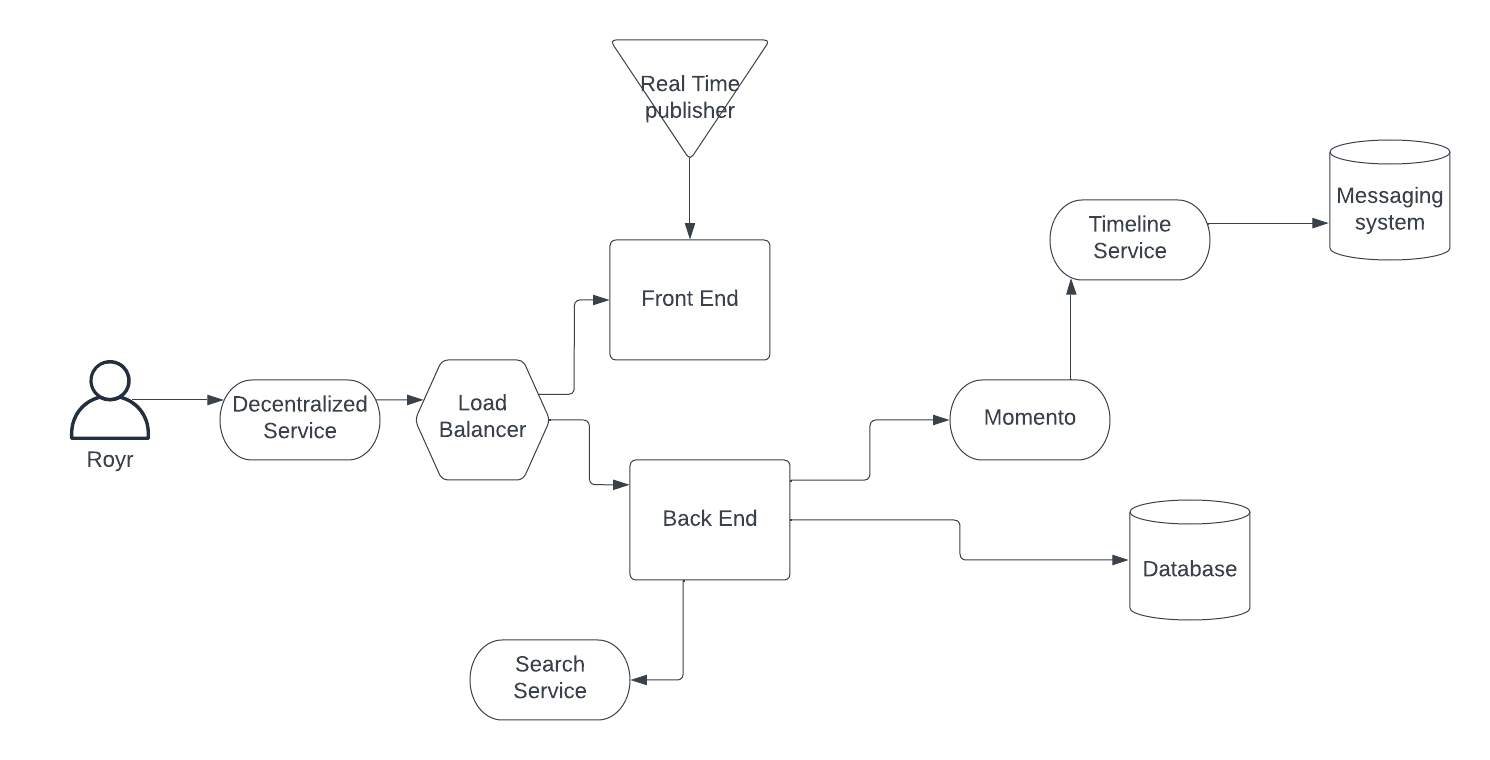 Real Time
publisher
Messaging
system
Timeline
Service
Front End
Decentralized
Service
Load
Balancer
Momento
Royr
Back End
Database
Search
Service